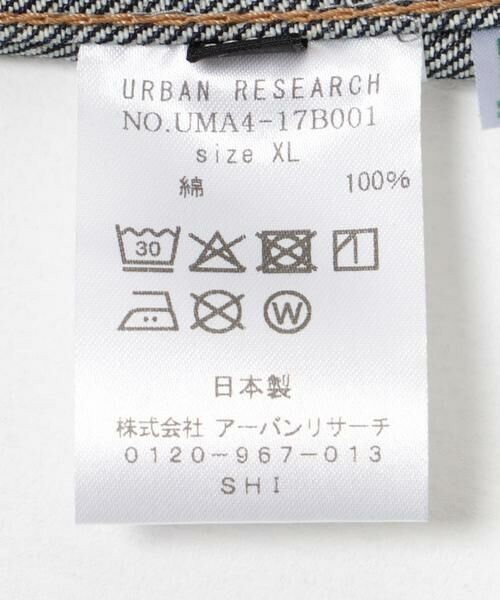 URBAN RESEARCH
NO.UMA4-17B001
size XL
綿 100%
30
W
日本製
株式会社 アーバンリサーチ
0120-967-013
SHI